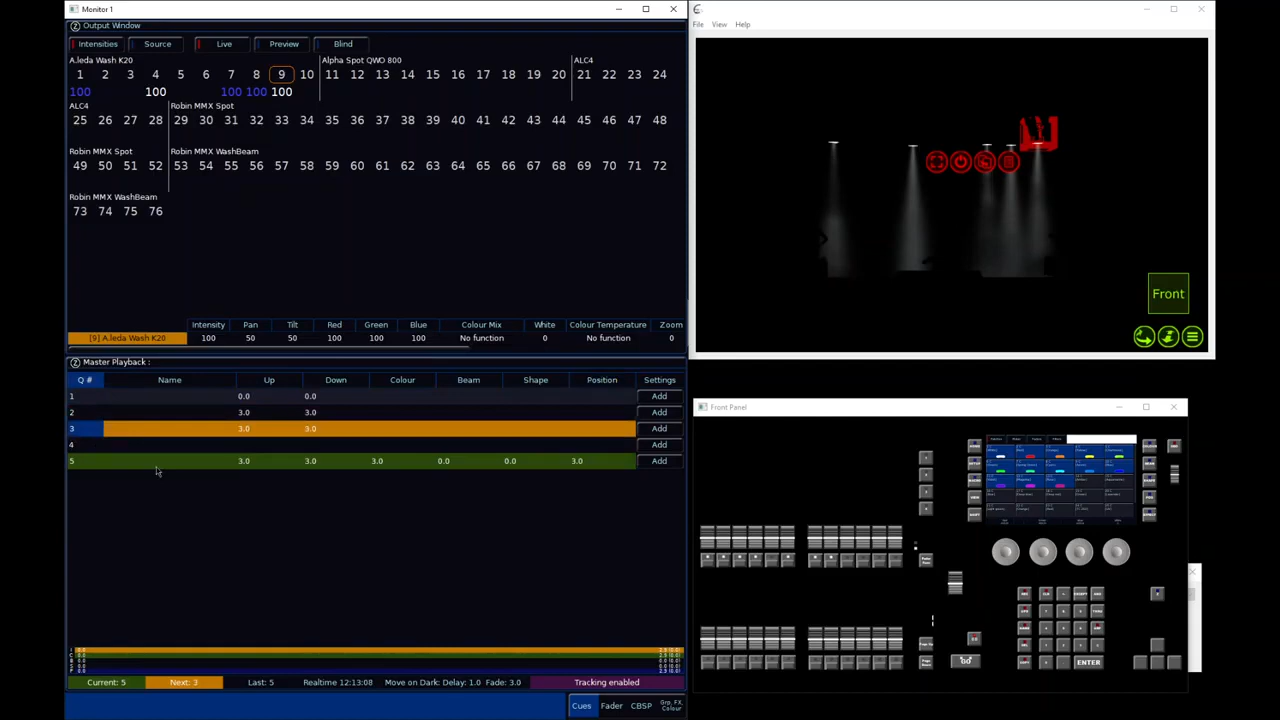 Monitor 1
Output Window
Intensities Source Live Preview Blind
A.leda Wash K20 Alpha Spot QWO 800 ALC4
1 2 3 4 5 6 7 8 9 10 11 12 13 14 15 16 17 18 19 20 21 22 23 24
100 100 100 100 100
ALC4 Robin MMX Spot
25 26 27 28 29 30 31 32 33 34 35 36 37 38 39 40 41 42 43 44 45 46 47 48
Robin MMX Spot Robin MMX WashBeam
49 50 51 52 53 54 55 56 57 58 59 60 61 62 63 64 65 66 67 68 69 70 71 72
Robin MMX WashBeam
73 74 75 76
Intensity Pan Tilt Red Green Blue Colour Mix White Colour Temperature Zoom
[9] A.leda Wash K20 100 50 50 100 100 100 No function 0 No function 0
Master Playback :
Q # Name Up Down Colour Beam Shape Position Settings
1 0.0 0.0 Add
2 3.0 3.0 Add
3 3.0 3.0 Add
4 Add
5 3.0 3.0 3.0 0.0 0.0 3.0 Add
Current: 5 Next: 3 Last: 5 Realtime 12:13:08 Move on Dark: Delay: 1.0 Fade: 3.0 Tracking enabled
Cues Fader CBSP Grp, FX, Colour
File View Help
Front
Front Panel
GO
ENTER